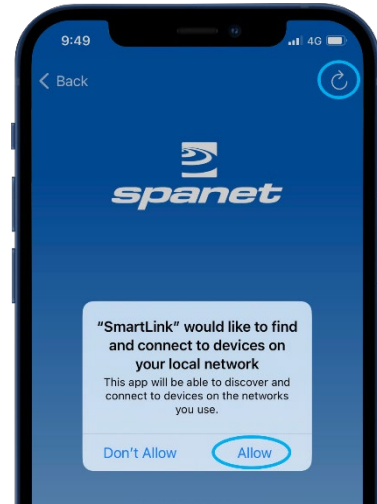 9:49 4G
Back
spanet
"SmartLink" would like to find
and connect to devices on
your local network
This app will be able to discover and
connect to devices on the networks
you use.
Don't Allow Allow